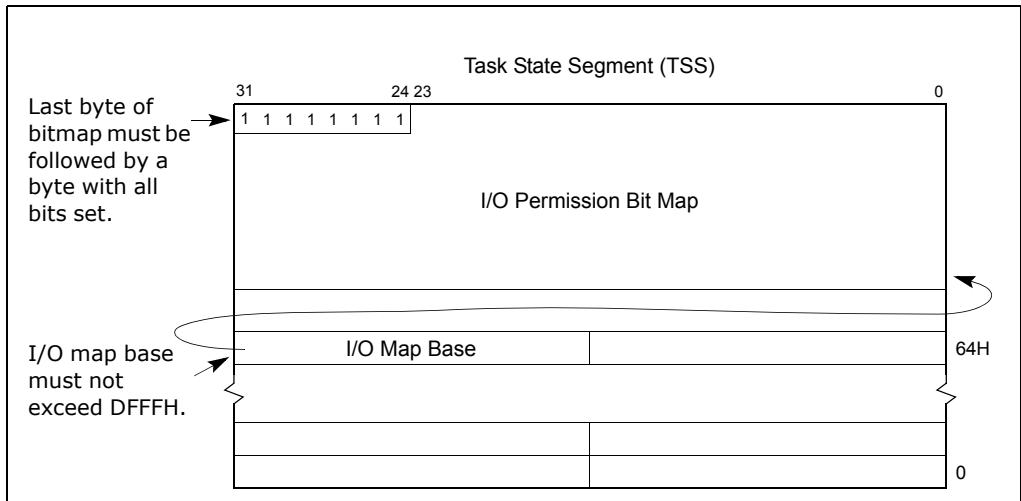 Task State Segment (TSS)
31 24 23 0
Last byte of
bitmap must be
followed by a
byte with all
bits set.
1 1 1 1 1 1 1 1
I/O Permission Bit Map
I/O map base
must not
exceed DFFFH.
I/O Map Base
64H
0